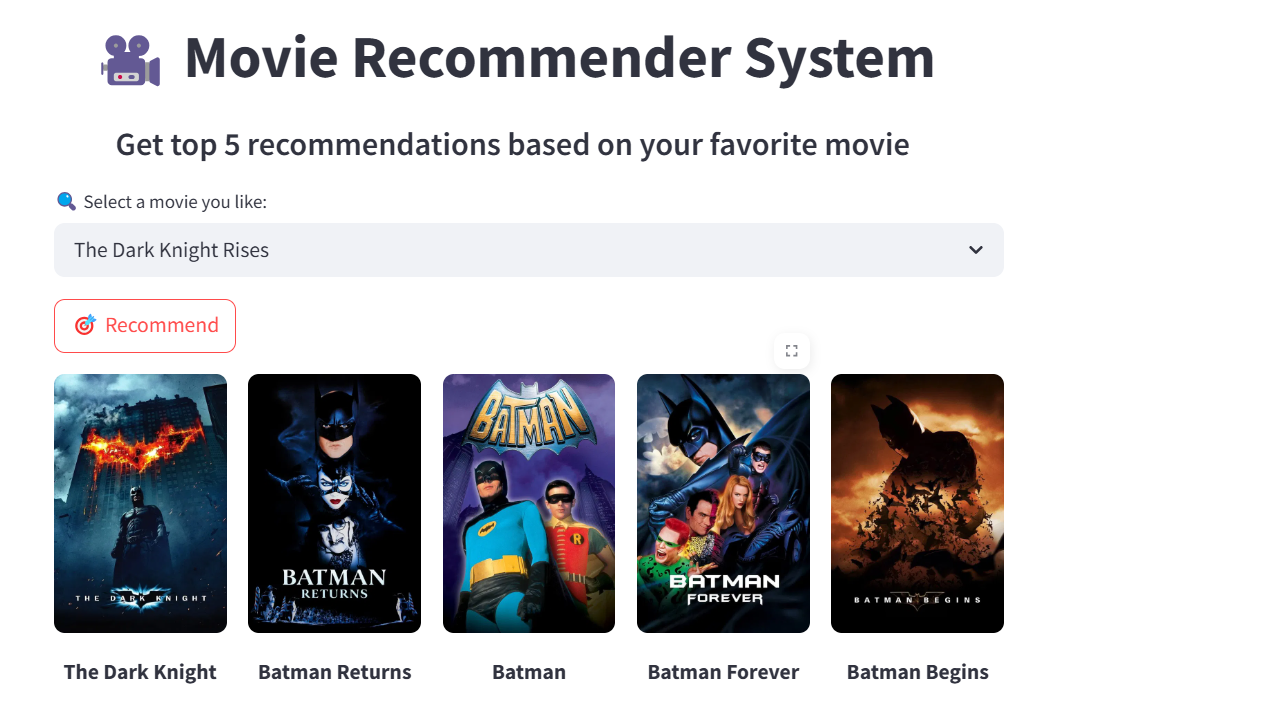 Movie Recommender System
Get top 5 recommendations based on your favorite movie
Select a movie you like:
The Dark Knight Rises
Recommend
THE DARK KNIGHT
BATMAN
RETURNS
BATMAN
R
BATMAN
FOREVER
BATMAN BEGINS
The Dark Knight
Batman Returns
Batman
Batman Forever
Batman Begins